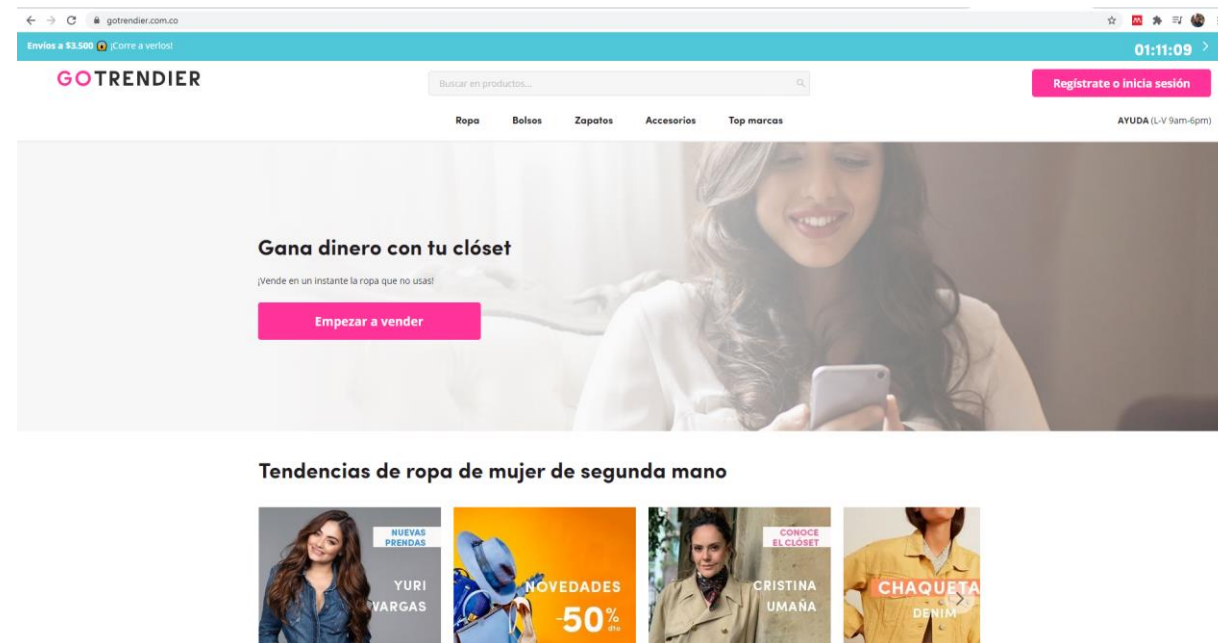 gotrendier.com.co
Envíos a $3.500 😱 ¡Corre a verlos!
01:11:09 >
GOTRENDIER
Buscar en productos...
Regístrate o inicia sesión
Ropa Bolsos Zapatos Accesorios Top marcas
AYUDA (L-V 9am-6pm)
Gana dinero con tu clóset
¡Vende en un instante la ropa que no usas!
Empezar a vender
Tendencias de ropa de mujer de segunda mano
NUEVAS
PRENDAS
YURI
VARGAS
NOVEDADES
-50%
dto
CONOCE
EL CLÓSET
CRISTINA
UMAÑA
CHAQUETA
DENIM